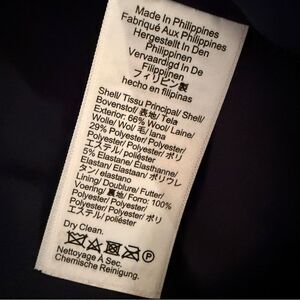 Made In Philippines
Fabriqué Aux Philippines
Hergestellt In Den
Philippinen
Vervaardigd In De
Filippijnen
フィリピン製
hecho en filipinas
Shell/ Tissu Principal/ Shell/
Bovenstof/ 表地/ Tela
Exterior: 66% Wool/ Laine/
Wolle/ Wol/ 毛/ lana
29% Polyester/ Polyester/
Polyester/ Polyester/ ポリ
エステル/ poliéster
5% Elastane/ Élasthanne/
Elastan/ Elastaan/ ポリウレ
タン/ elastano
Lining/ Doublure/ Futter/
Voering/ 裏地/ Forro: 100%
Polyester/ Polyester/
Polyester/ Polyester/ ポリ
エステル/ poliéster
Dry Clean.
P
Nettoyage À Sec.
Chemische Reinigung.